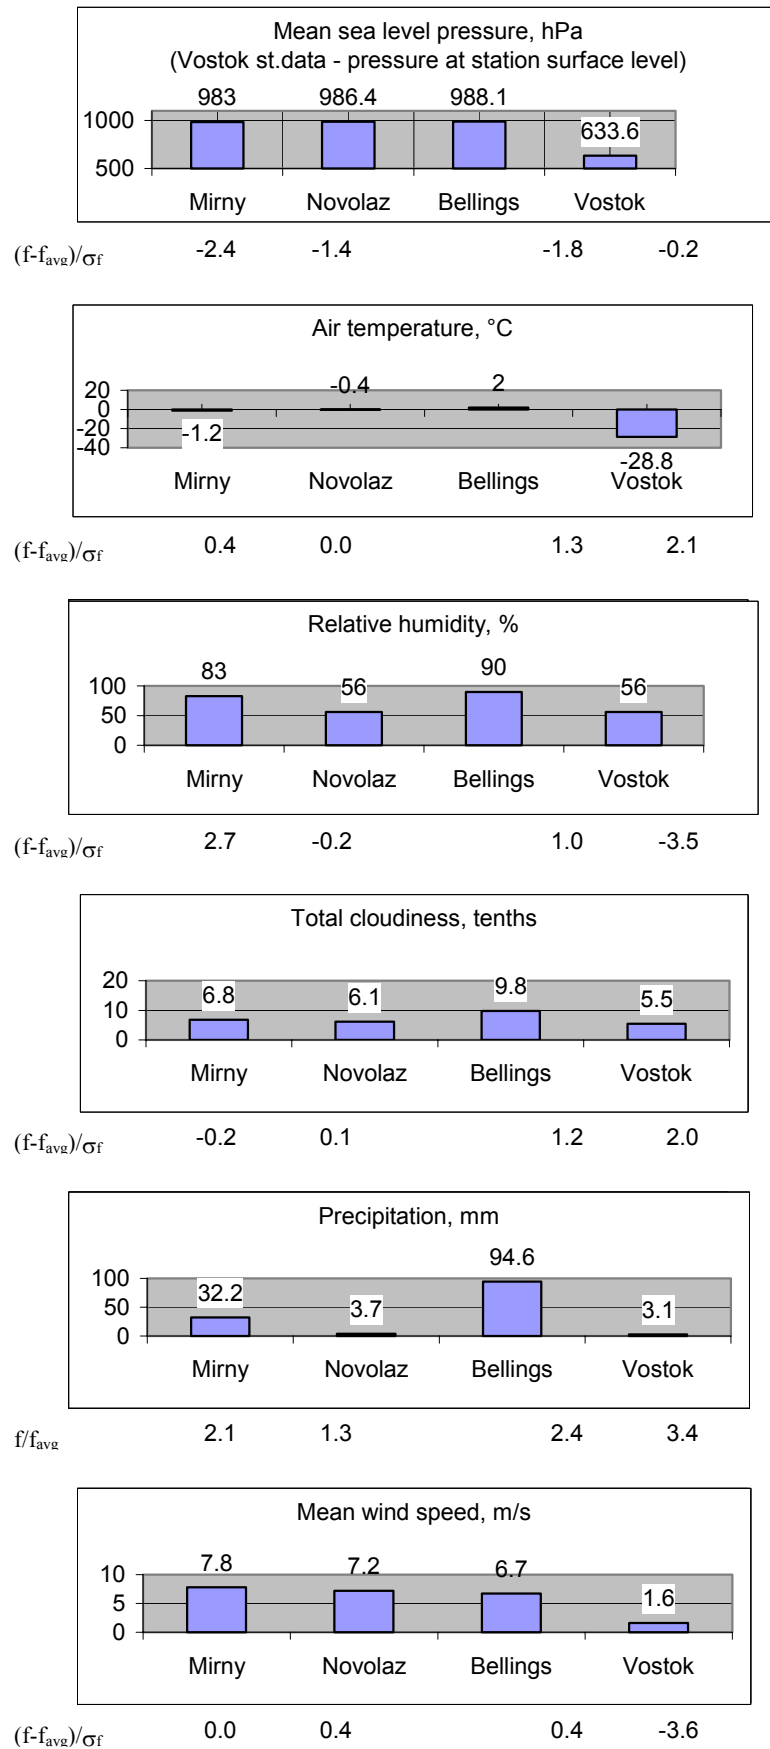 Mean sea level pressure, hPa
(Vostok st.data - pressure at station surface level)
983 986.4 988.1 633.6
1000
500
Mirny Novolaz Bellings Vostok
(f-favg)/σf -2.4 -1.4 -1.8 -0.2
Air temperature, °C
-1.2 -0.4 2 -28.8
20
0
-20
-40
Mirny Novolaz Bellings Vostok
(f-favg)/σf 0.4 0.0 1.3 2.1
Relative humidity, %
83 56 90 56
100
50
0
Mirny Novolaz Bellings Vostok
(f-favg)/σf 2.7 -0.2 1.0 -3.5
Total cloudiness, tenths
6.8 6.1 9.8 5.5
20
10
0
Mirny Novolaz Bellings Vostok
(f-favg)/σf -0.2 0.1 1.2 2.0
Precipitation, mm
32.2 3.7 94.6 3.1
100
50
0
Mirny Novolaz Bellings Vostok
f/favg 2.1 1.3 2.4 3.4
Mean wind speed, m/s
7.8 7.2 6.7 1.6
10
5
0
Mirny Novolaz Bellings Vostok
(f-favg)/σf 0.0 0.4 0.4 -3.6